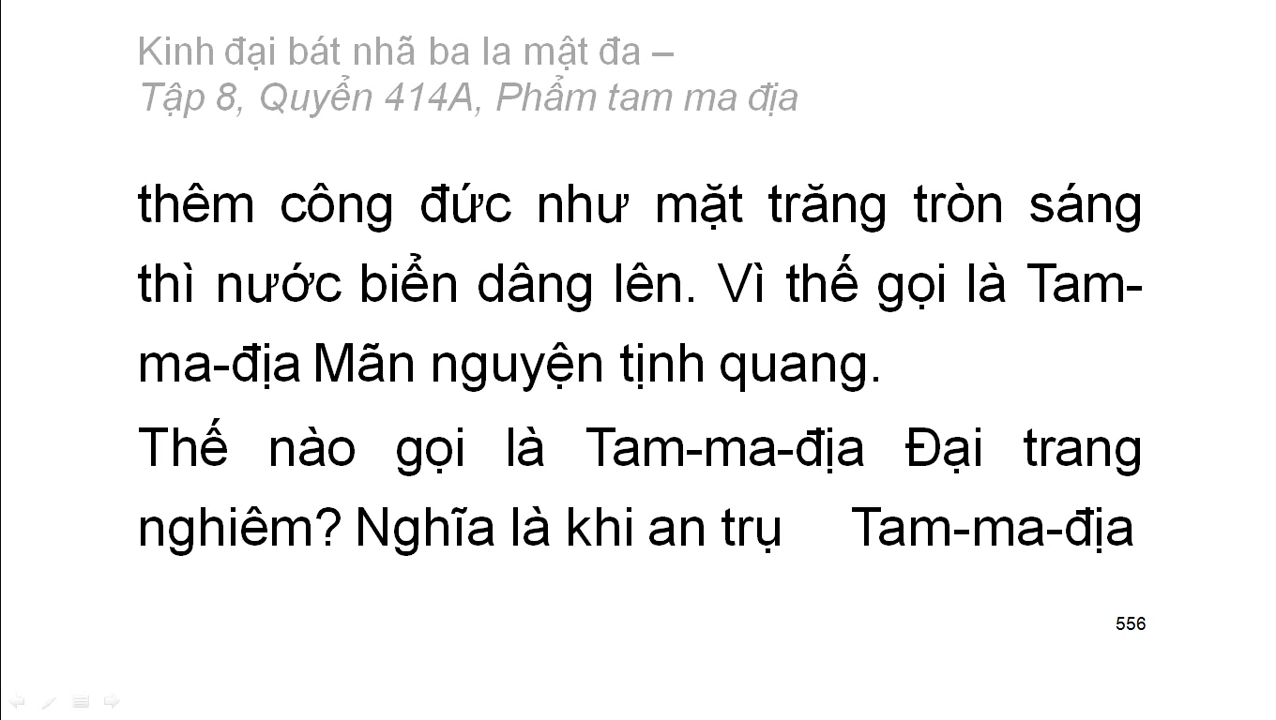 Kinh đại bát nhã ba la mật đa –
Tập 8, Quyển 414A, Phẩm tam ma địa
thêm công đức như mặt trăng tròn sáng
thì nước biển dâng lên. Vì thế gọi là Tam-
ma-địa Mãn nguyện tịnh quang.
Thế nào gọi là Tam-ma-địa Đại trang
nghiêm? Nghĩa là khi an trụ Tam-ma-địa
556